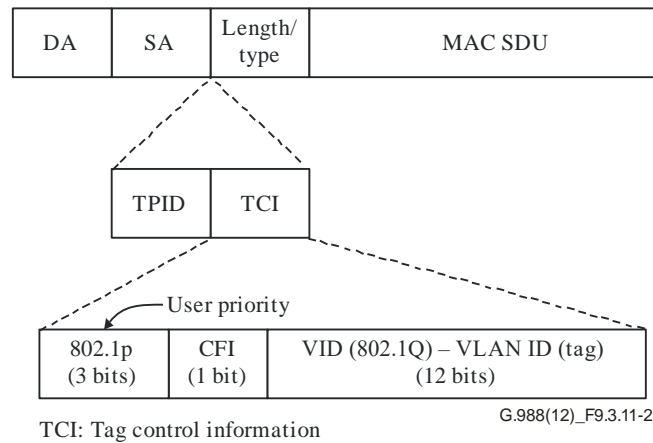 DA
SA
Length/
type
MAC SDU
TPID
TCI
User priority
802.1p
(3 bits)
CFI
(1 bit)
VID (802.1Q) – VLAN ID (tag)
(12 bits)
G.988(12)_F9.3.11-2
TCI: Tag control information